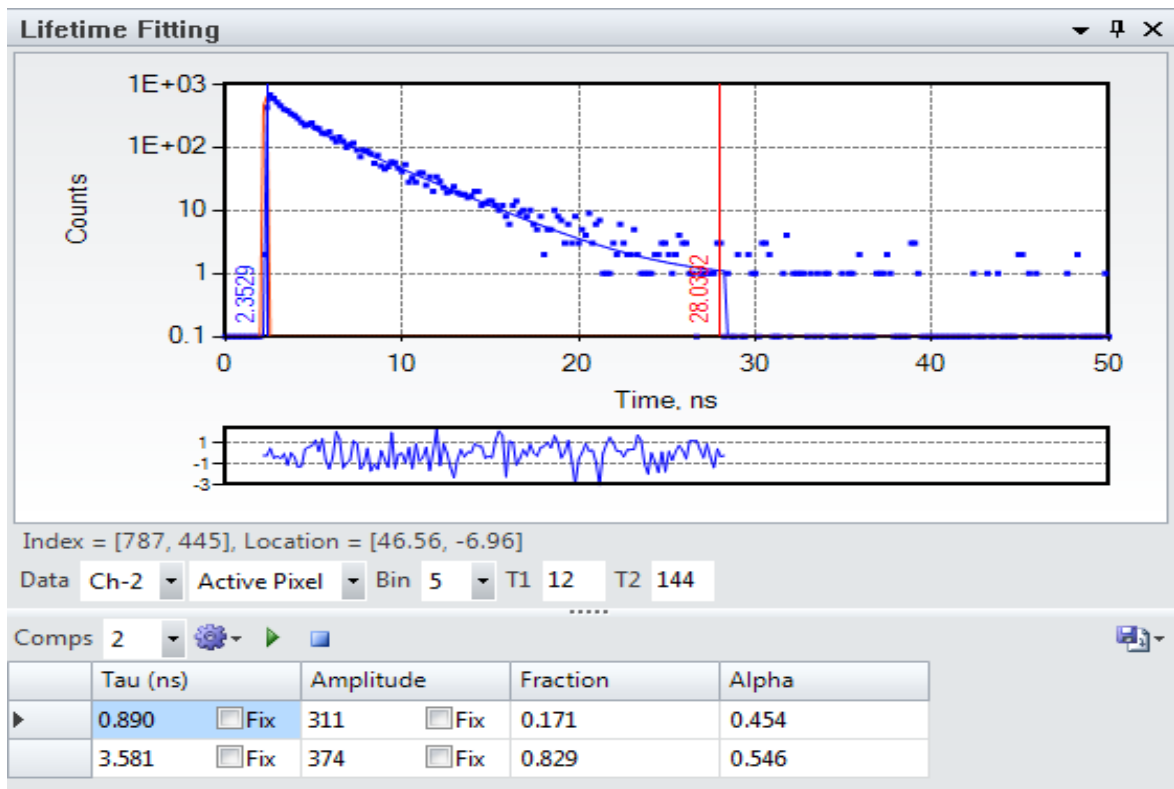 Lifetime Fitting
1E+03
1E+02
10
1
0.1
Counts
2.3529
28.0392
0 10 20 30 40 50
Time, ns
1
-1
-3
Index = [787, 445], Location = [46.56, -6.96]
Data Ch-2 Active Pixel Bin 5 T1 12 T2 144
Comps 2
Tau (ns) Amplitude Fraction Alpha
0.890 Fix 311 Fix 0.171 0.454
3.581 Fix 374 Fix 0.829 0.546